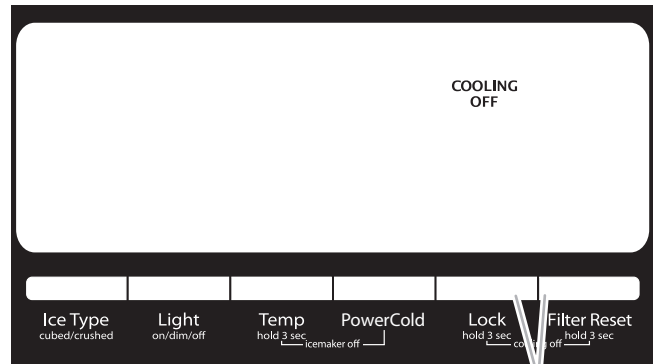 COOLING
OFF
Ice Type Light Temp PowerCold Lock Filter Reset
cubed/crushed on/dim/off hold 3 sec hold 3 sec hold 3 sec
icemaker off off